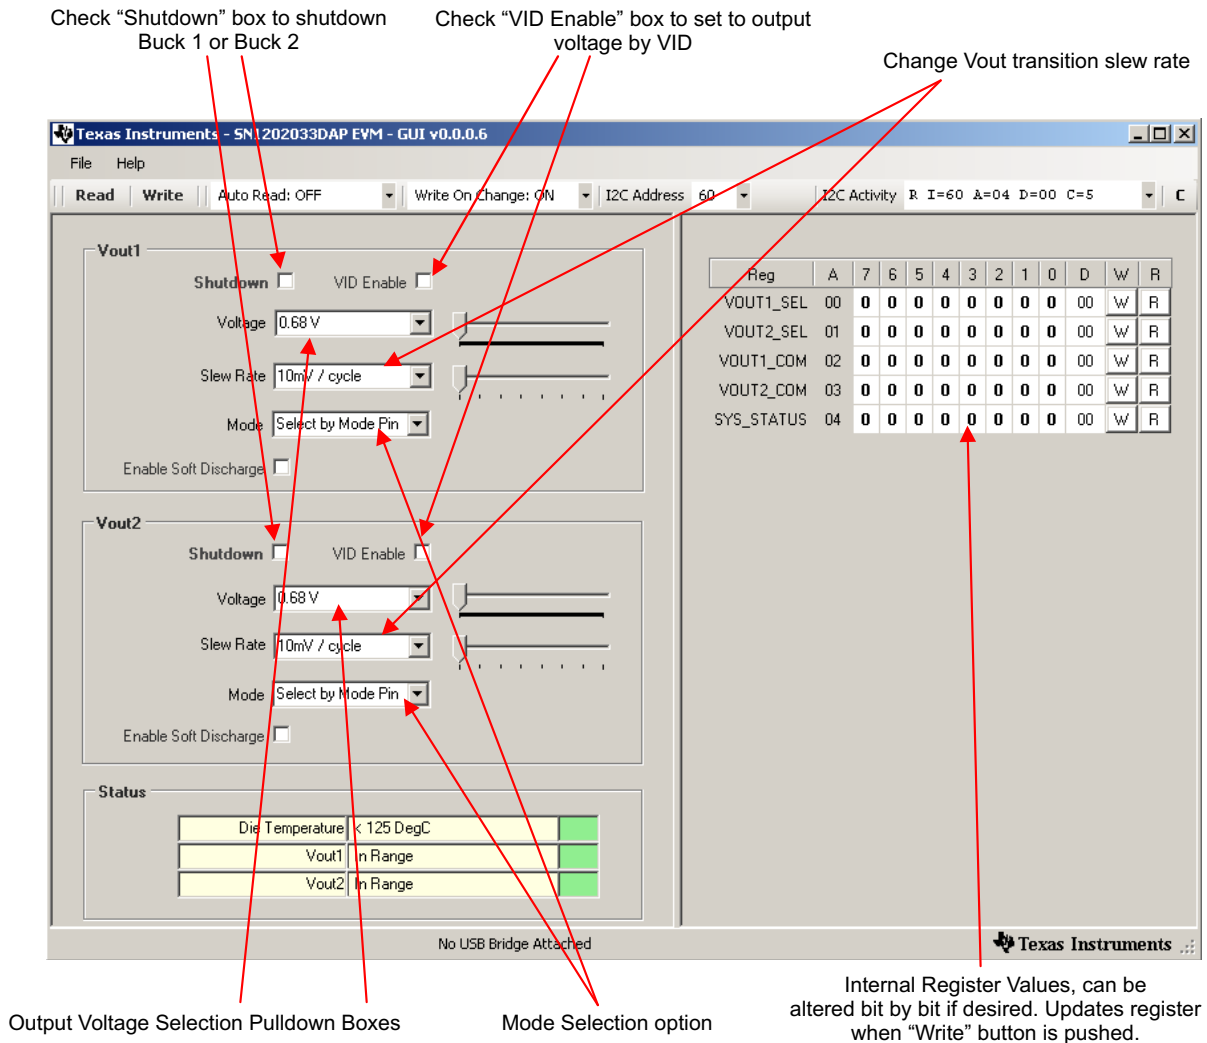 Check “Shutdown” box to shutdown
Buck 1 or Buck 2
Check “VID Enable” box to set to output
voltage by VID
Change Vout transition slew rate
Texas Instruments - SN1202033DAP EVM - GUI v0.0.0.6
File Help
Read Write Auto Read: OFF Write On Change: ON I2C Address 60 I2C Activity R I=60 A=04 D=00 C=5 C
Vout1
Shutdown VID Enable
Voltage 0.68 V
Slew Rate 10mV / cycle
Mode Select by Mode Pin
Enable Soft Discharge
Vout2
Shutdown VID Enable
Voltage 0.68 V
Slew Rate 10mV / cycle
Mode Select by Mode Pin
Enable Soft Discharge
Status
Die Temperature < 125 DegC
Vout1 In Range
Vout2 In Range
Reg A 7 6 5 4 3 2 1 0 D W R
VOUT1_SEL 00 0 0 0 0 0 0 0 0 00 W R
VOUT2_SEL 01 0 0 0 0 0 0 0 0 00 W R
VOUT1_COM 02 0 0 0 0 0 0 0 0 00 W R
VOUT2_COM 03 0 0 0 0 0 0 0 0 00 W R
SYS_STATUS 04 0 0 0 0 0 0 0 0 00 W R
No USB Bridge Attached
Texas Instruments
Output Voltage Selection Pulldown Boxes
Mode Selection option
Internal Register Values, can be
altered bit by bit if desired. Updates register
when “Write” button is pushed.